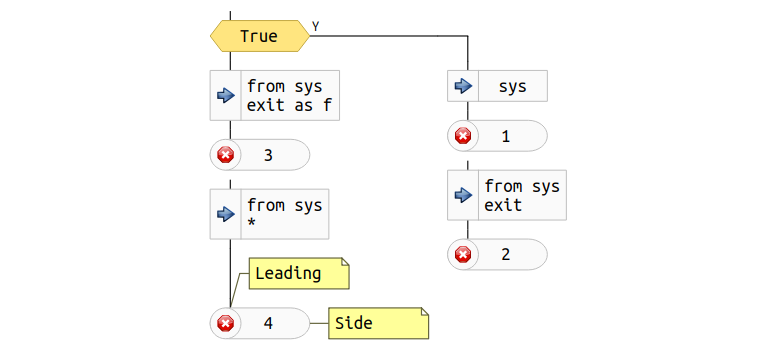 True
Y
from sys
exit as f
3
from sys
*
Leading
4
Side
sys
1
from sys
exit
2